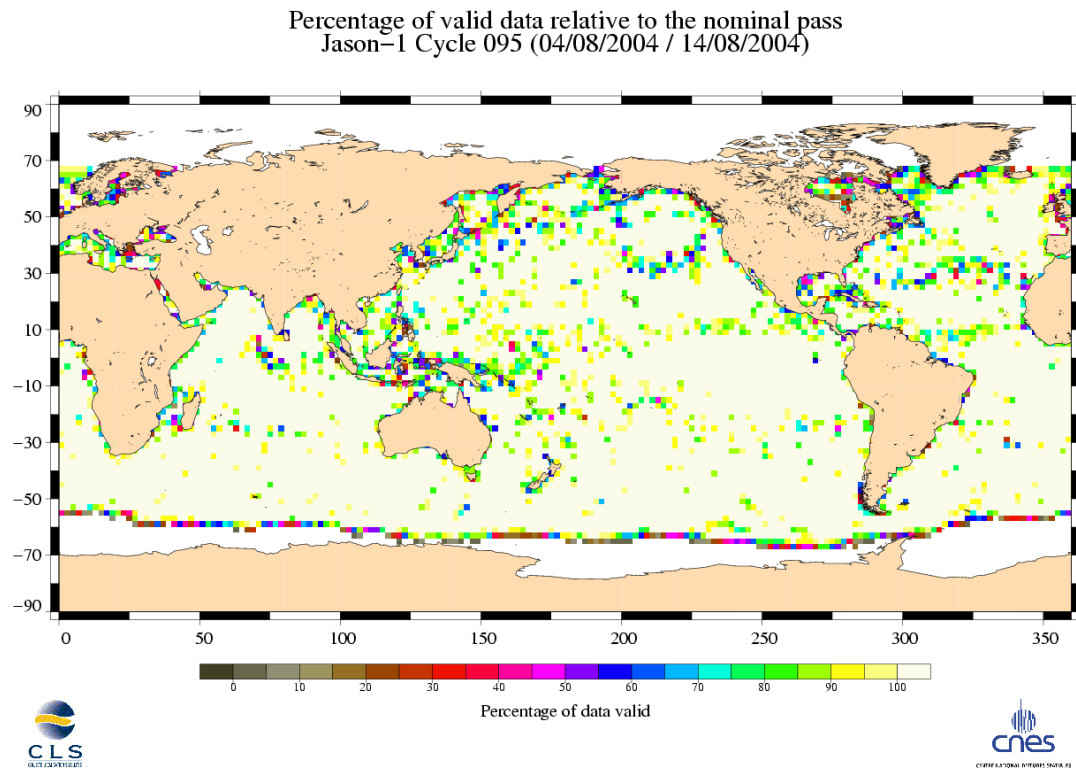 Percentage of valid data relative to the nominal pass
Jason−1 Cycle 095 (04/08/2004 / 14/08/2004)
90
70
50
30
10
−10
−30
−50
−70
−90
0 50 100 150 200 250 300 350
0 10 20 30 40 50 60 70 80 90 100
Percentage of data valid
CLS
cnes